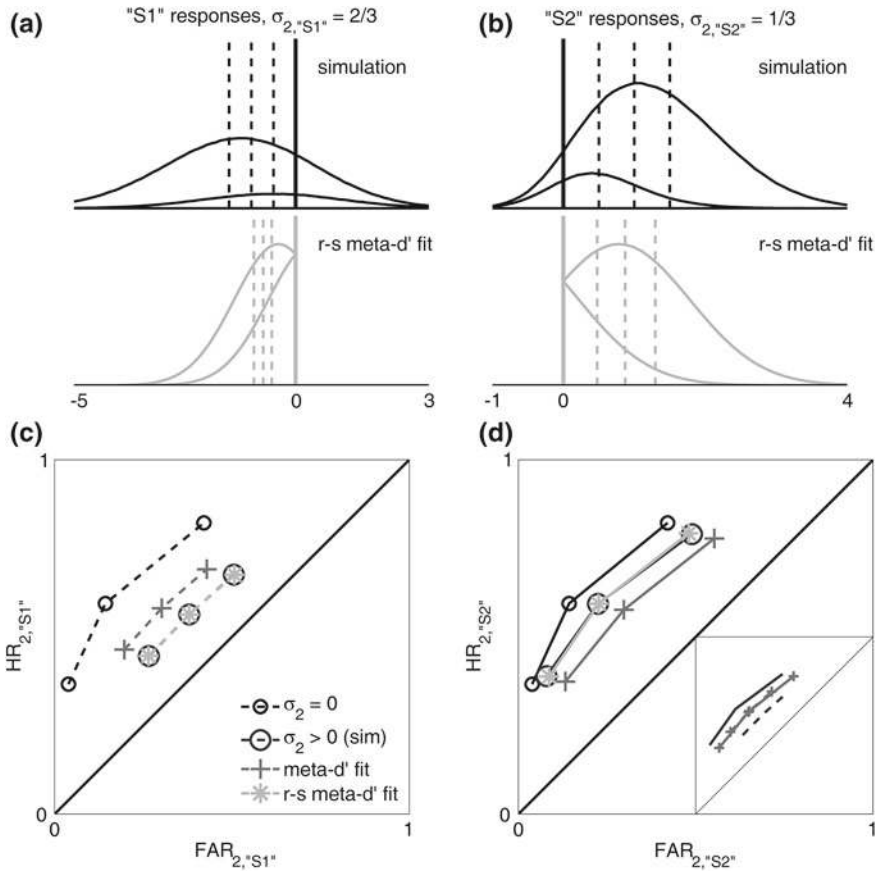 (a)
"S1" responses, σ2,"S1" = 2/3
simulation
r-s meta-d' fit
-5 0 3
(b)
"S2" responses, σ2,"S2" = 1/3
simulation
r-s meta-d' fit
-1 0 4
(c)
1
HR2,"S1"
0
σ2 = 0
σ2 > 0 (sim)
meta-d' fit
r-s meta-d' fit
0 1
FAR2,"S1"
(d)
1
HR2,"S2"
0
0 1
FAR2,"S2"